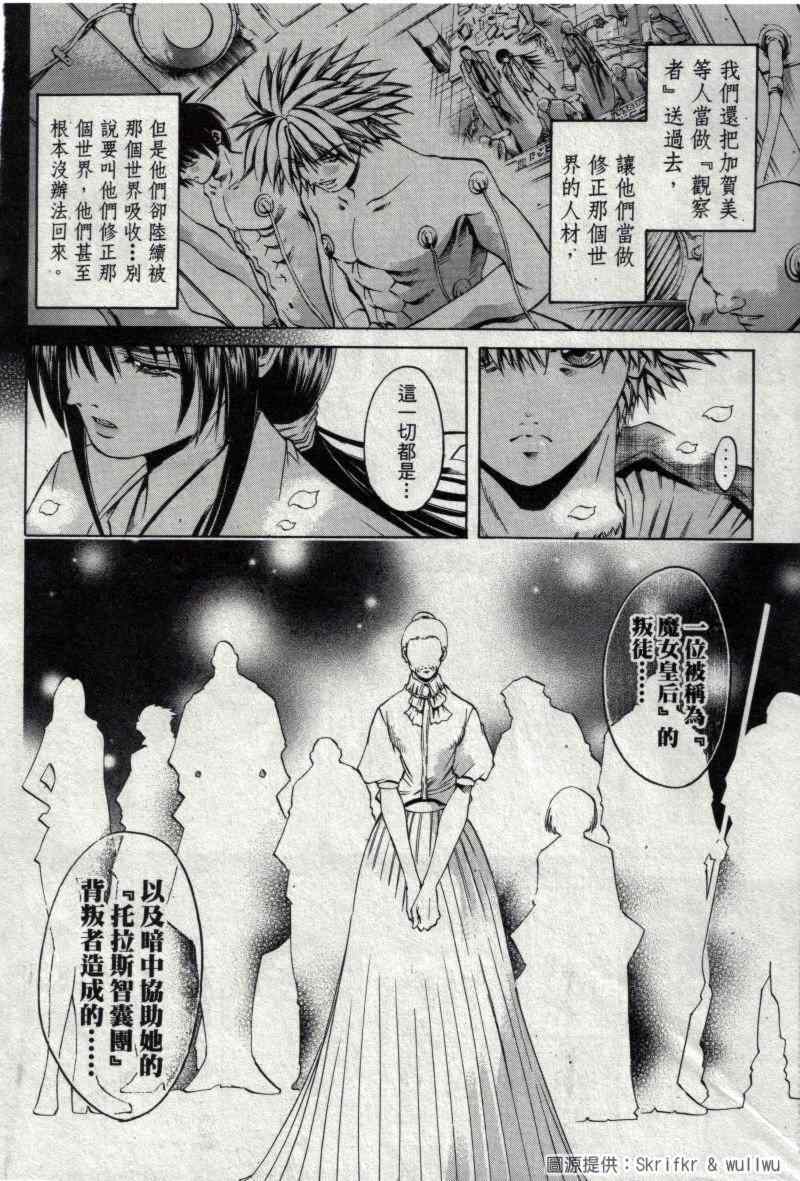 我們還把加賀美
等人當做『觀察
者』送過去，
讓他們當做
修正那個世
界的人材，
但是他們卻陸續被
那個世界吸收…別
說要叫他們修正那
個世界，他們甚至
根本沒辦法回來。
‥‥
這一切都是…
一位被稱為『
魔女皇后』的
叛徒……
以及暗中協助她的
『托拉斯智囊團』
背叛者造成的……
圖源提供：Skrifkr & wullwu